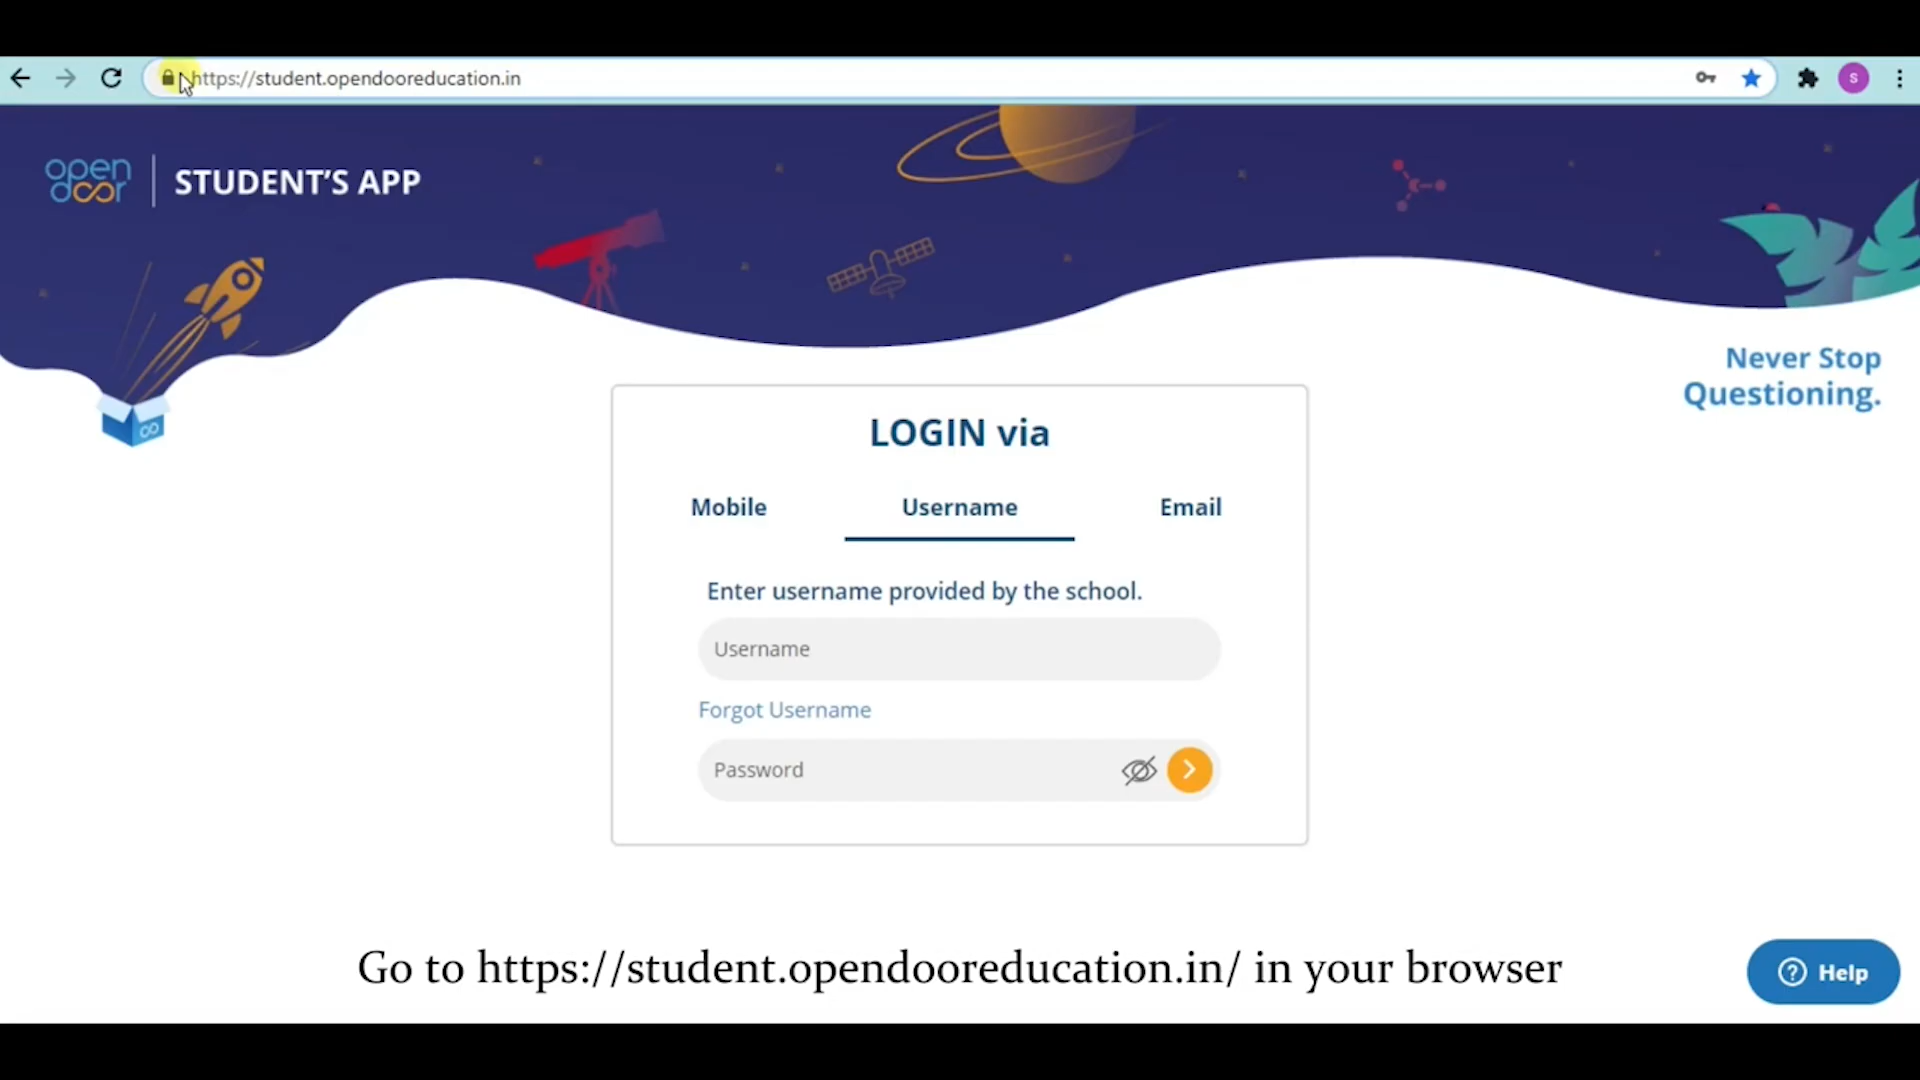 https://student.opendooreducation.in
S
open
door
STUDENT'S APP
Never Stop
Questioning.
LOGIN via
Mobile Username Email
Enter username provided by the school.
Username
Forgot Username
Password
Go to https://student.opendooreducation.in/ in your browser
? Help